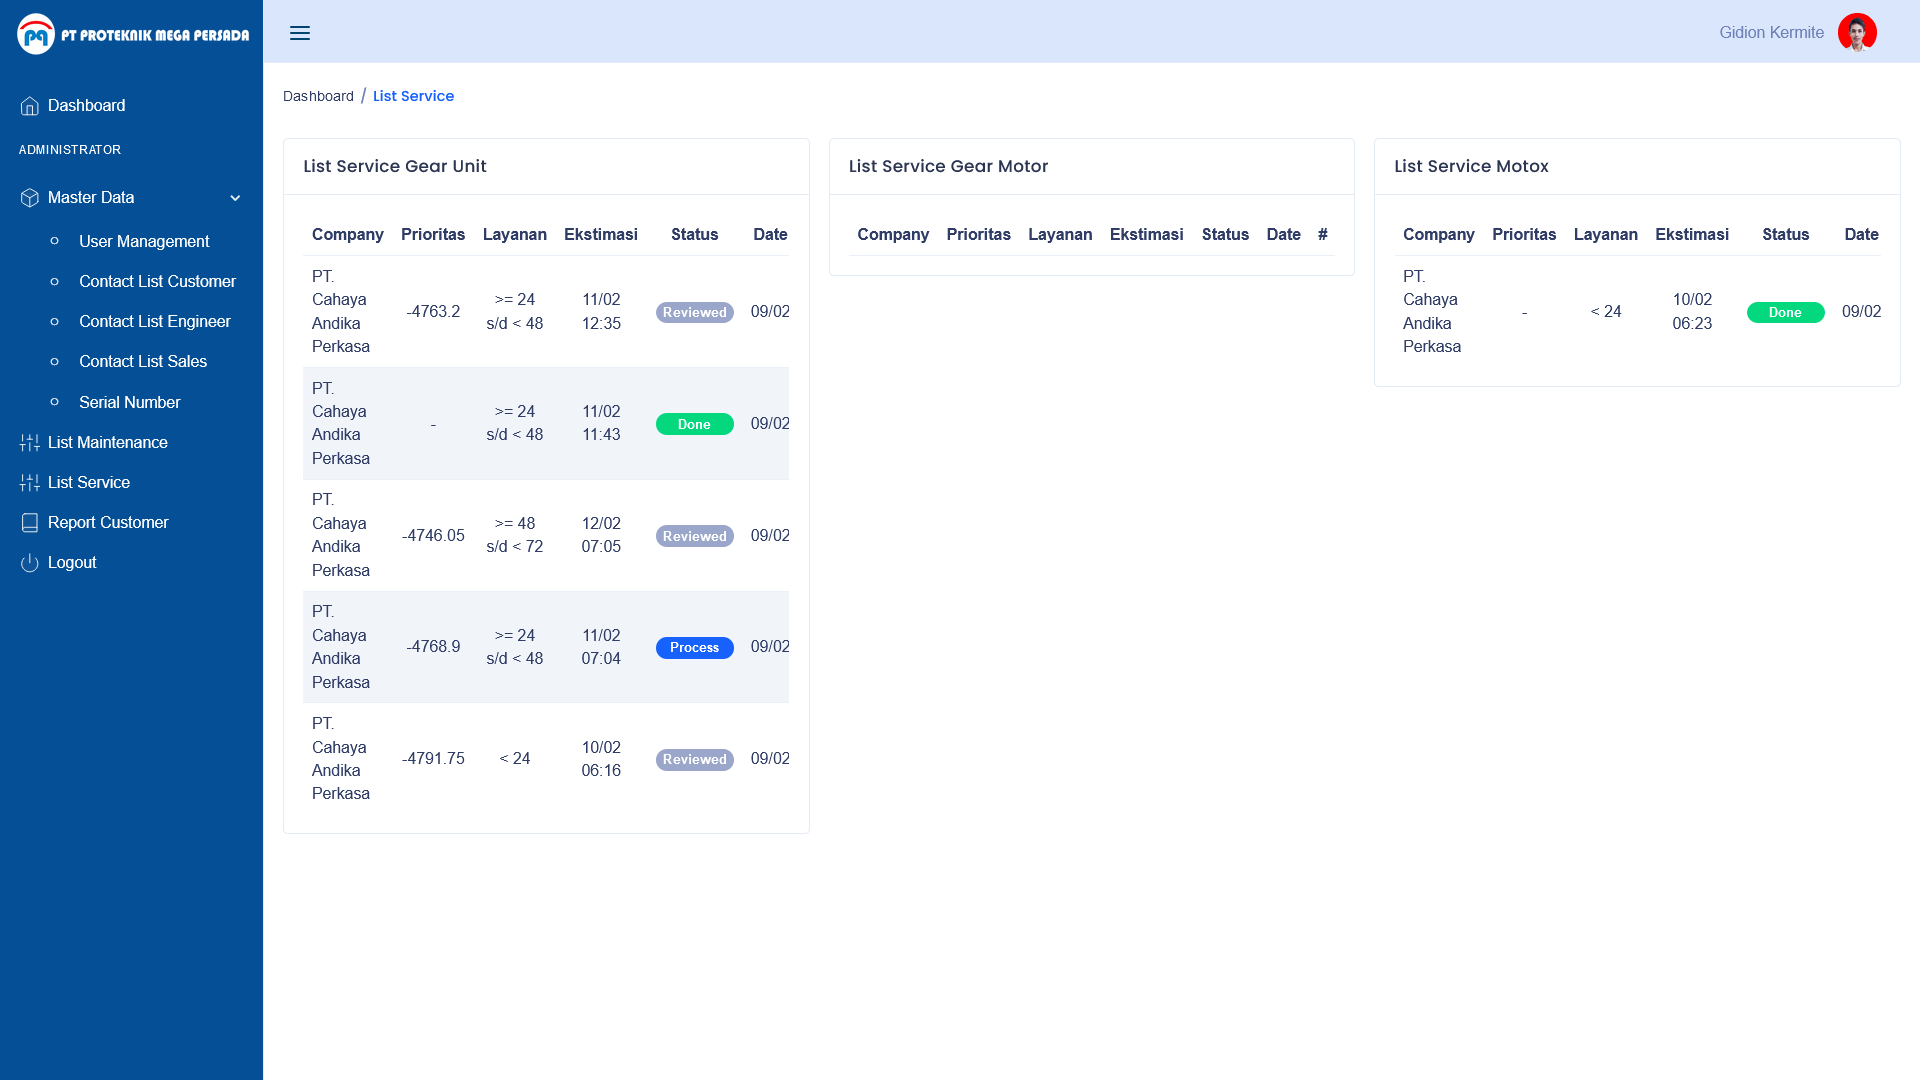 PT PROTEKNIK MEGA PERSADA
Gidion Kermite
Dashboard
ADMINISTRATOR
Master Data
User Management
Contact List Customer
Contact List Engineer
Contact List Sales
Serial Number
List Maintenance
List Service
Report Customer
Logout
Dashboard / List Service
List Service Gear Unit
Company Prioritas Layanan Ekstimasi Status Date
PT.
Cahaya
Andika
Perkasa
-4763.2
>= 24
s/d < 48
11/02
12:35
Reviewed
09/02
PT.
Cahaya
Andika
Perkasa
-
>= 24
s/d < 48
11/02
11:43
Done
09/02
PT.
Cahaya
Andika
Perkasa
-4746.05
>= 48
s/d < 72
12/02
07:05
Reviewed
09/02
PT.
Cahaya
Andika
Perkasa
-4768.9
>= 24
s/d < 48
11/02
07:04
Process
09/02
PT.
Cahaya
Andika
Perkasa
-4791.75
< 24
10/02
06:16
Reviewed
09/02
List Service Gear Motor
Company Prioritas Layanan Ekstimasi Status Date #
List Service Motox
Company Prioritas Layanan Ekstimasi Status Date
PT.
Cahaya
Andika
Perkasa
-
< 24
10/02
06:23
Done
09/02